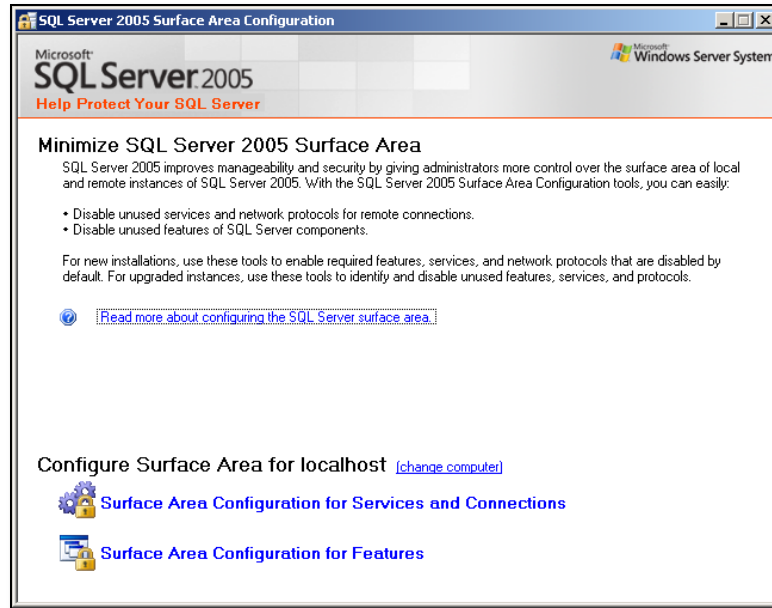 SQL Server 2005 Surface Area Configuration
Microsoft
SQL Server 2005
Help Protect Your SQL Server
Microsoft
Windows Server System
Minimize SQL Server 2005 Surface Area
SQL Server 2005 improves manageability and security by giving administrators more control over the surface area of local
and remote instances of SQL Server 2005. With the SQL Server 2005 Surface Area Configuration tools, you can easily:
• Disable unused services and network protocols for remote connections.
• Disable unused features of SQL Server components.
For new installations, use these tools to enable required features, services, and network protocols that are disabled by
default. For upgraded instances, use these tools to identify and disable unused features, services, and protocols.
Read more about configuring the SQL Server surface area.
Configure Surface Area for localhost (change computer)
Surface Area Configuration for Services and Connections
Surface Area Configuration for Features